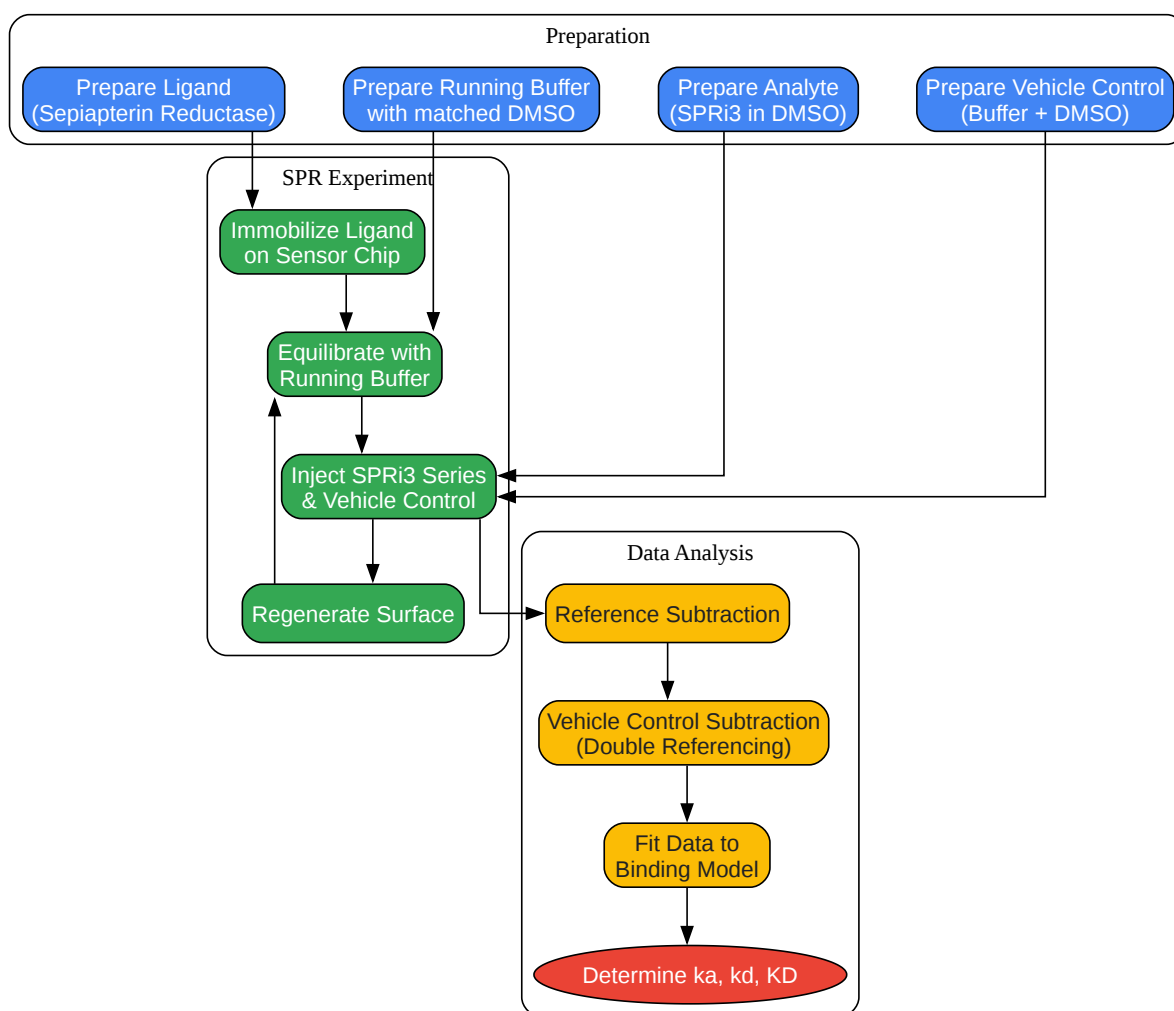 Preparation
Prepare Ligand
(Sepiapterin Reductase)
Prepare Running Buffer
with matched DMSO
Prepare Analyte
(SPRi3 in DMSO)
Prepare Vehicle Control
(Buffer + DMSO)
SPR Experiment
Immobilize Ligand
on Sensor Chip
Equilibrate with
Running Buffer
Inject SPRi3 Series
& Vehicle Control
Regenerate Surface
Data Analysis
Reference Subtraction
Vehicle Control Subtraction
(Double Referencing)
Fit Data to
Binding Model
Determine ka, kd, KD